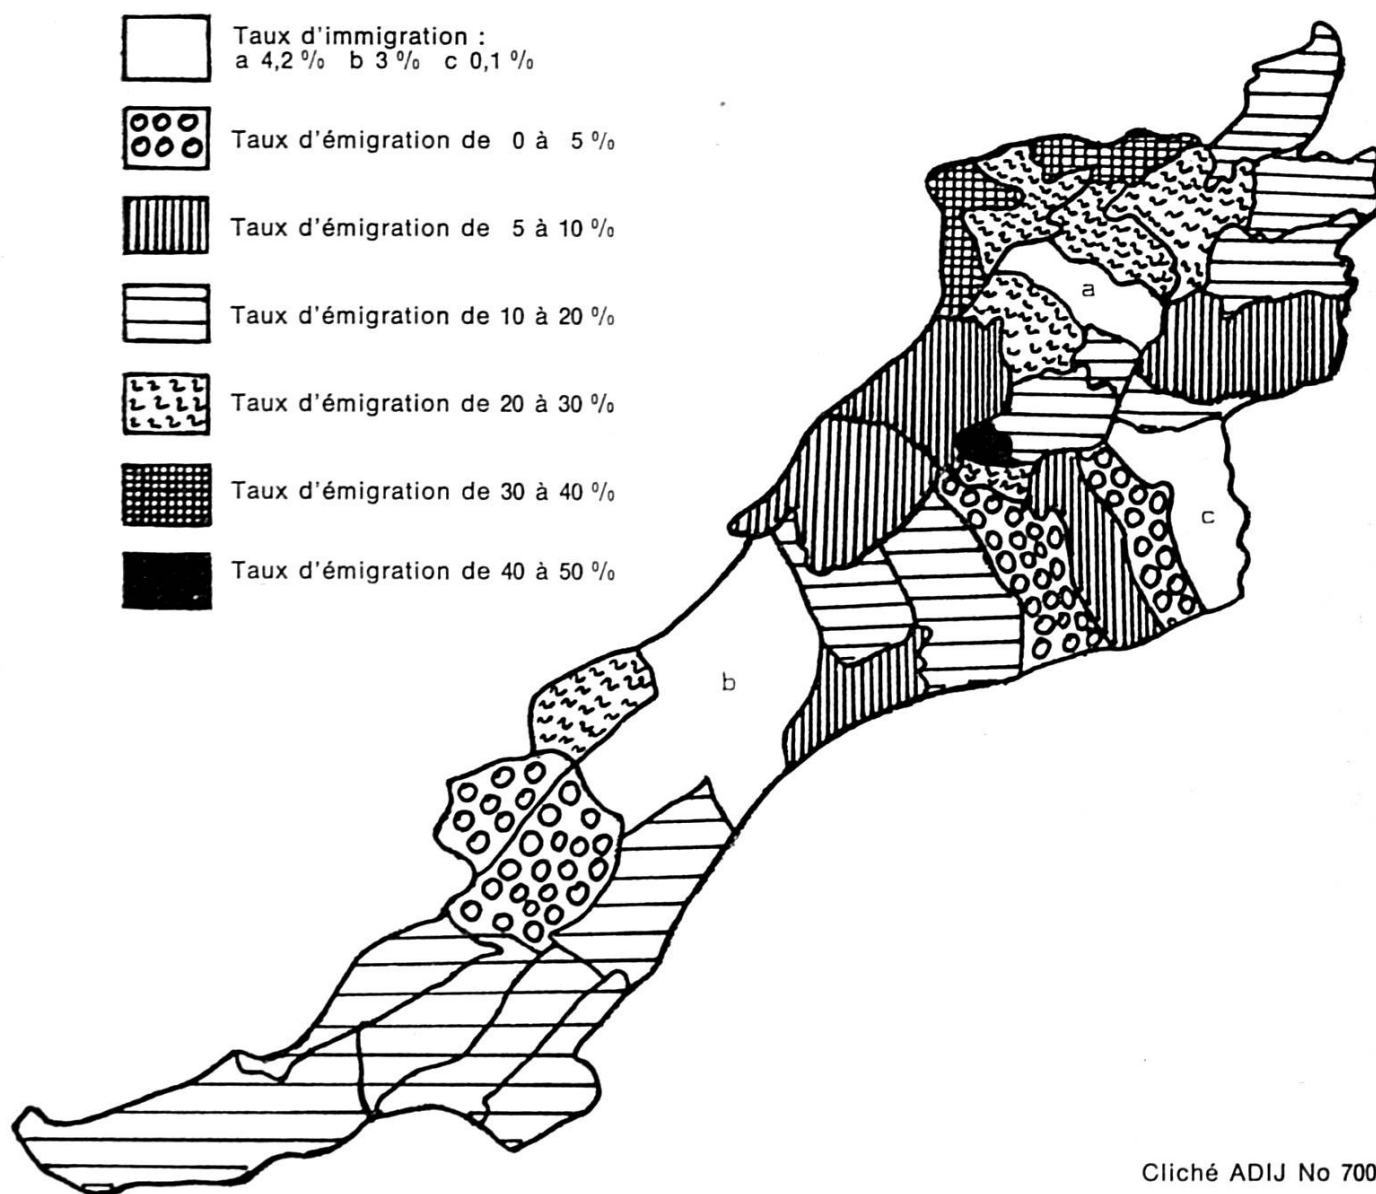 Taux d'immigration :
a 4,2 % b 3 % c 0,1 %
Taux d'émigration de 0 à 5 %
Taux d'émigration de 5 à 10 %
Taux d'émigration de 10 à 20 %
Taux d'émigration de 20 à 30 %
Taux d'émigration de 30 à 40 %
Taux d'émigration de 40 à 50 %
a
c
b
Cliché ADIJ No 700